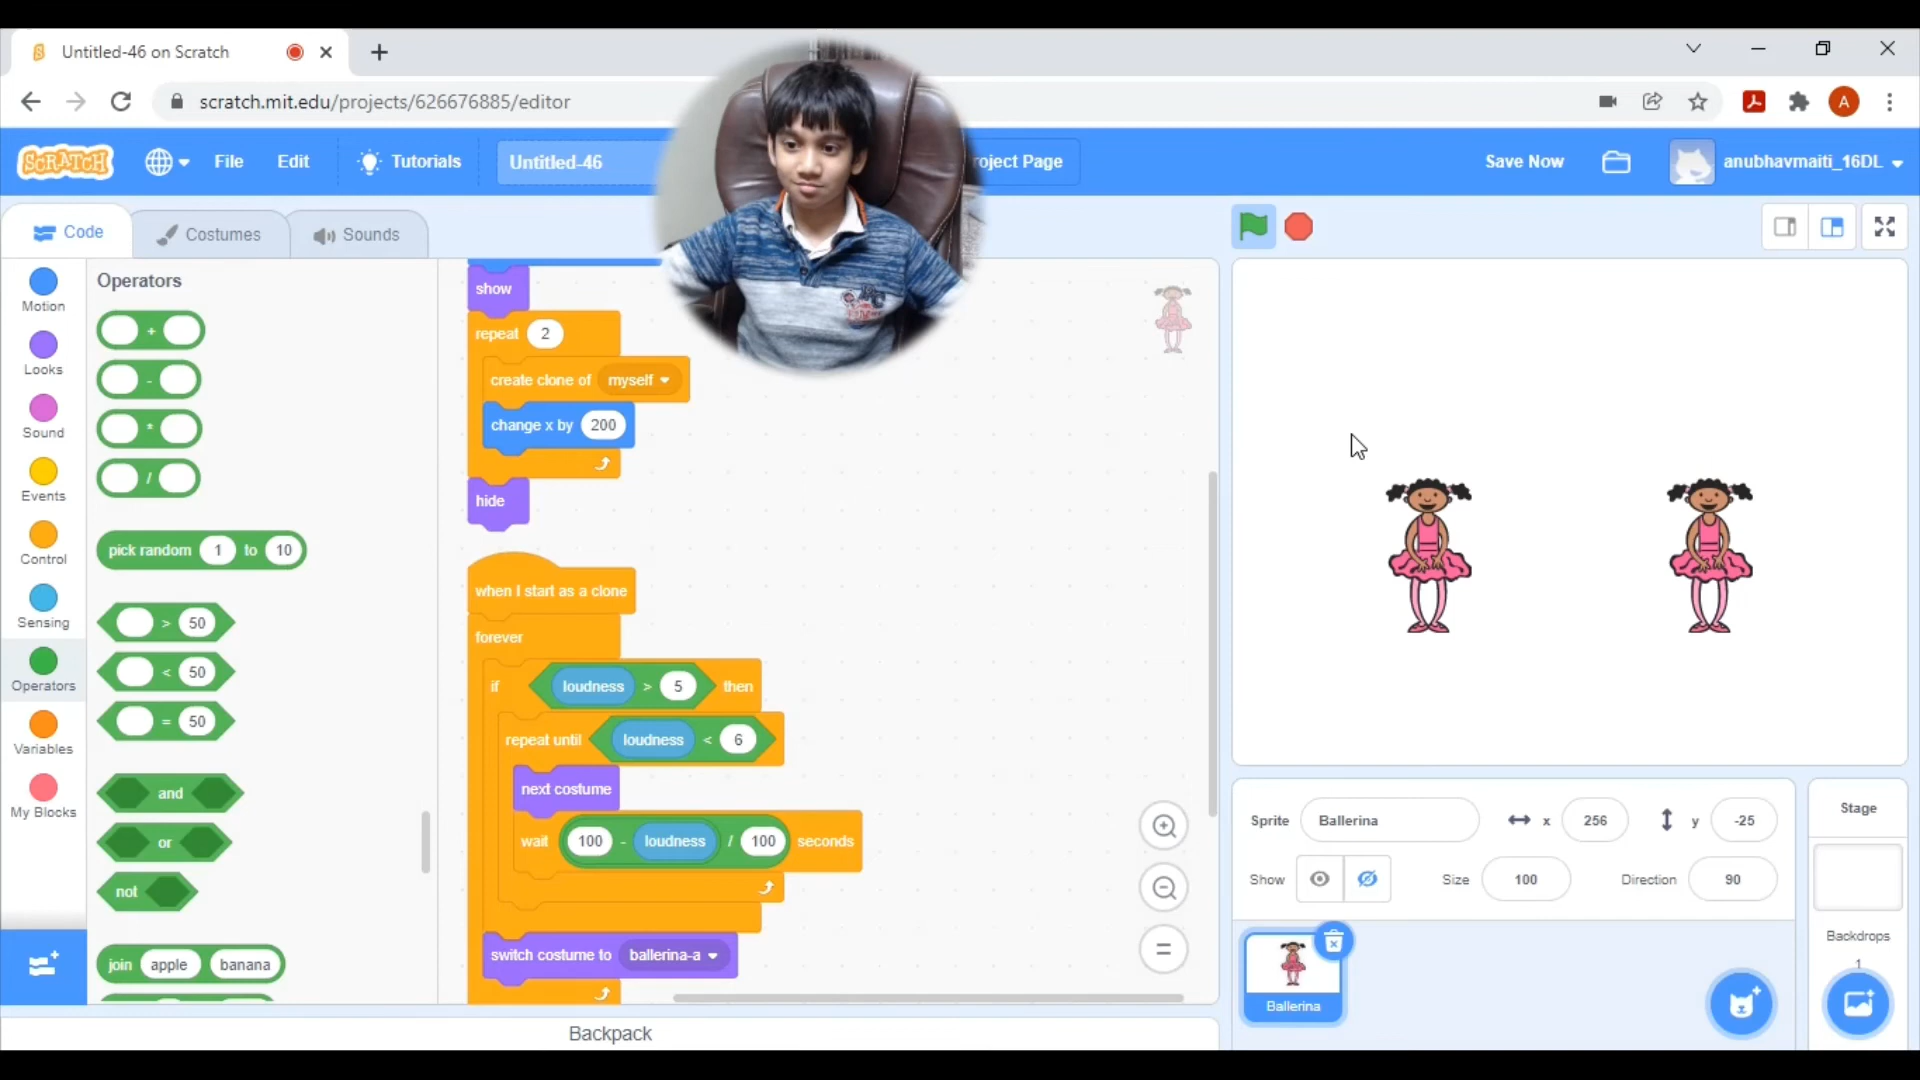 Untitled-46 on Scratch
scratch.mit.edu/projects/626676885/editor
A
SCRATCH
File
Edit
Tutorials
Untitled-46
roject Page
Save Now
anubhavmaiti_16DL
Code
Costumes
Sounds
Motion
Looks
Sound
Events
Control
Sensing
Operators
Variables
My Blocks
Operators
+
-
*
/
pick random 1 to 10
> 50
< 50
= 50
and
or
not
join apple banana
show
repeat 2
create clone of myself
change x by 200
hide
when I start as a clone
forever
if loudness > 5 then
repeat until loudness < 6
next costume
wait 100 - loudness / 100 seconds
switch costume to ballerina-a
=
Backpack
Sprite Ballerina x 256 y -25
Show Size 100 Direction 90
Ballerina
Stage
Backdrops
1